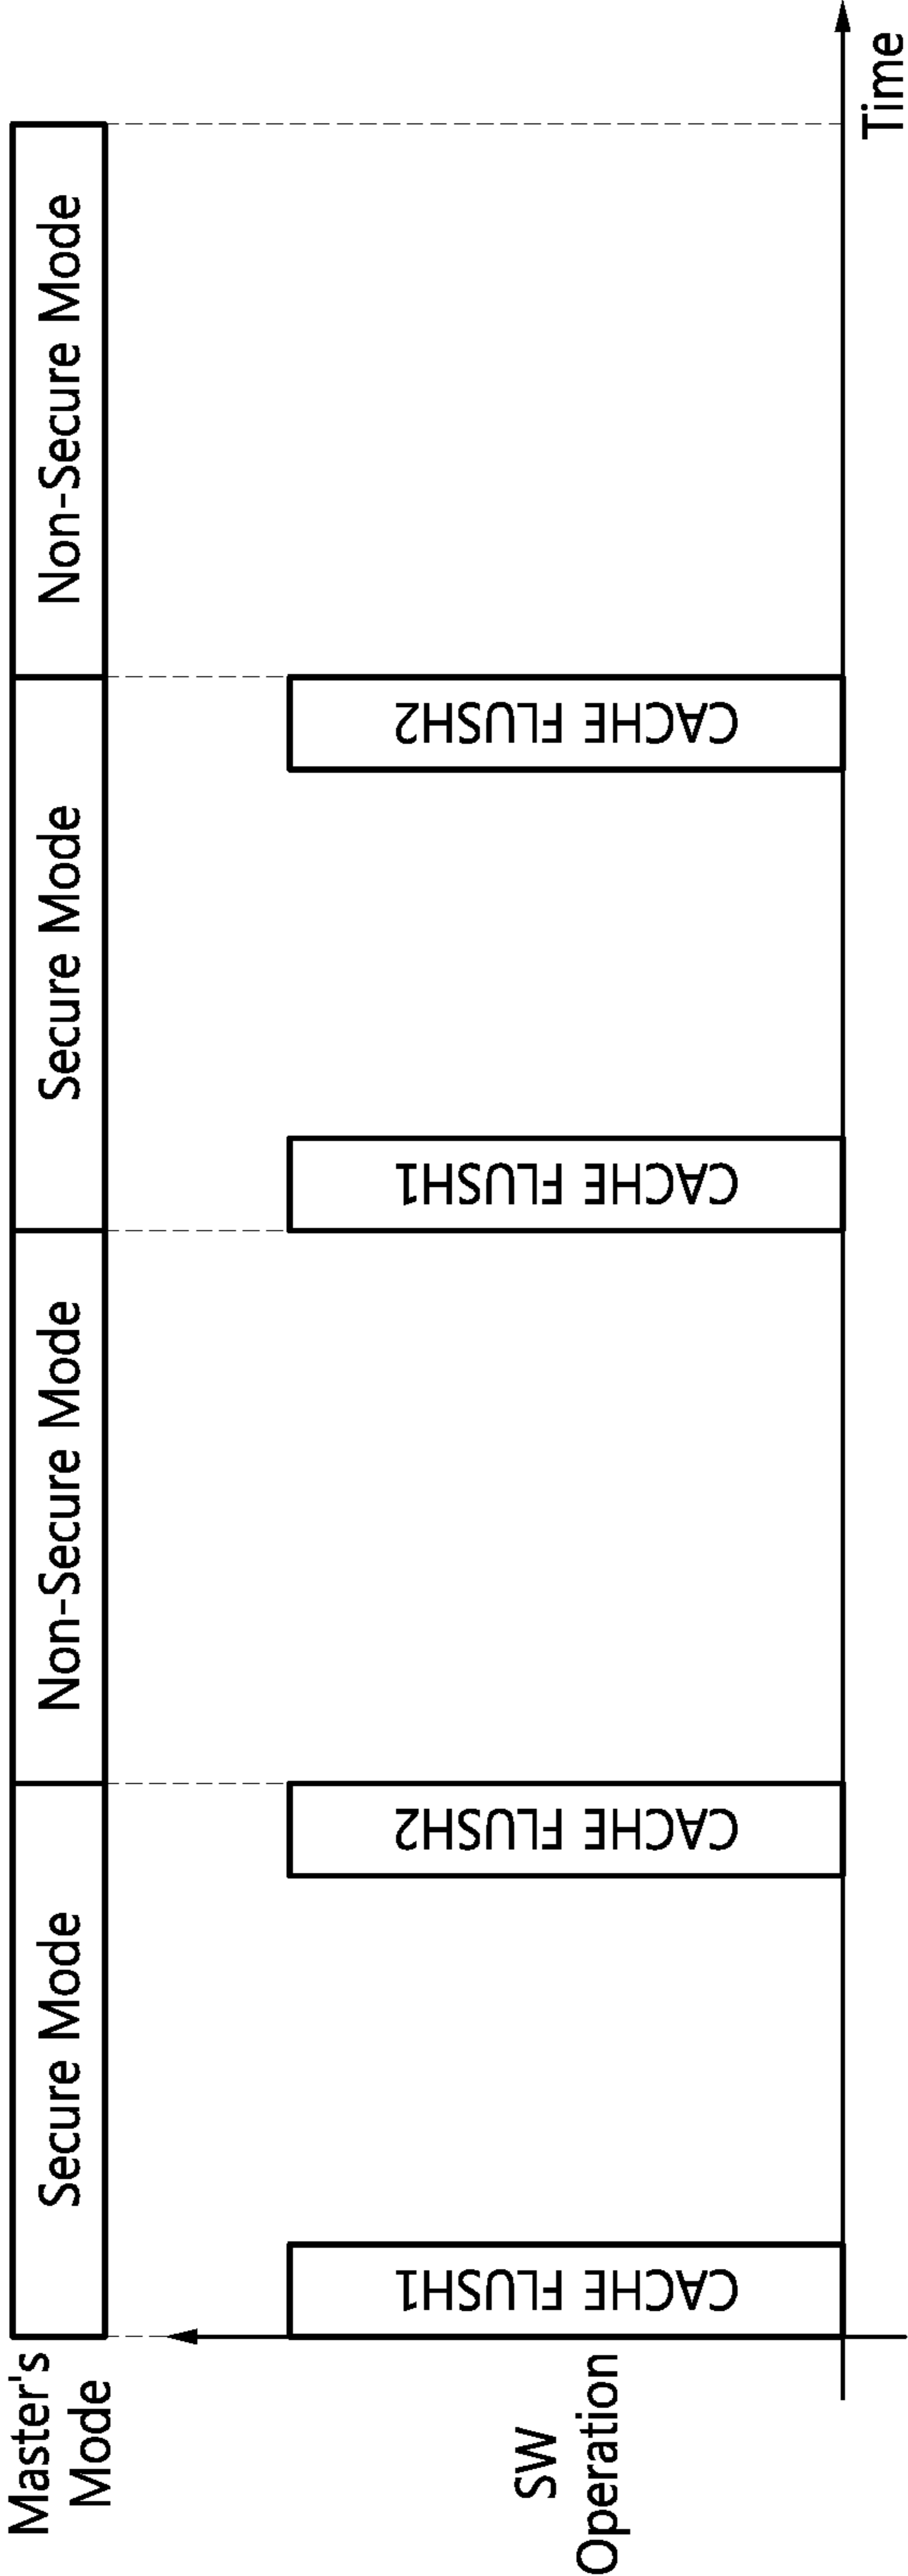 Master's
Mode
Secure Mode
Non-Secure Mode
Secure Mode
Non-Secure Mode
SW
Operation
CACHE FLUSH1
CACHE FLUSH2
CACHE FLUSH1
CACHE FLUSH2
Time